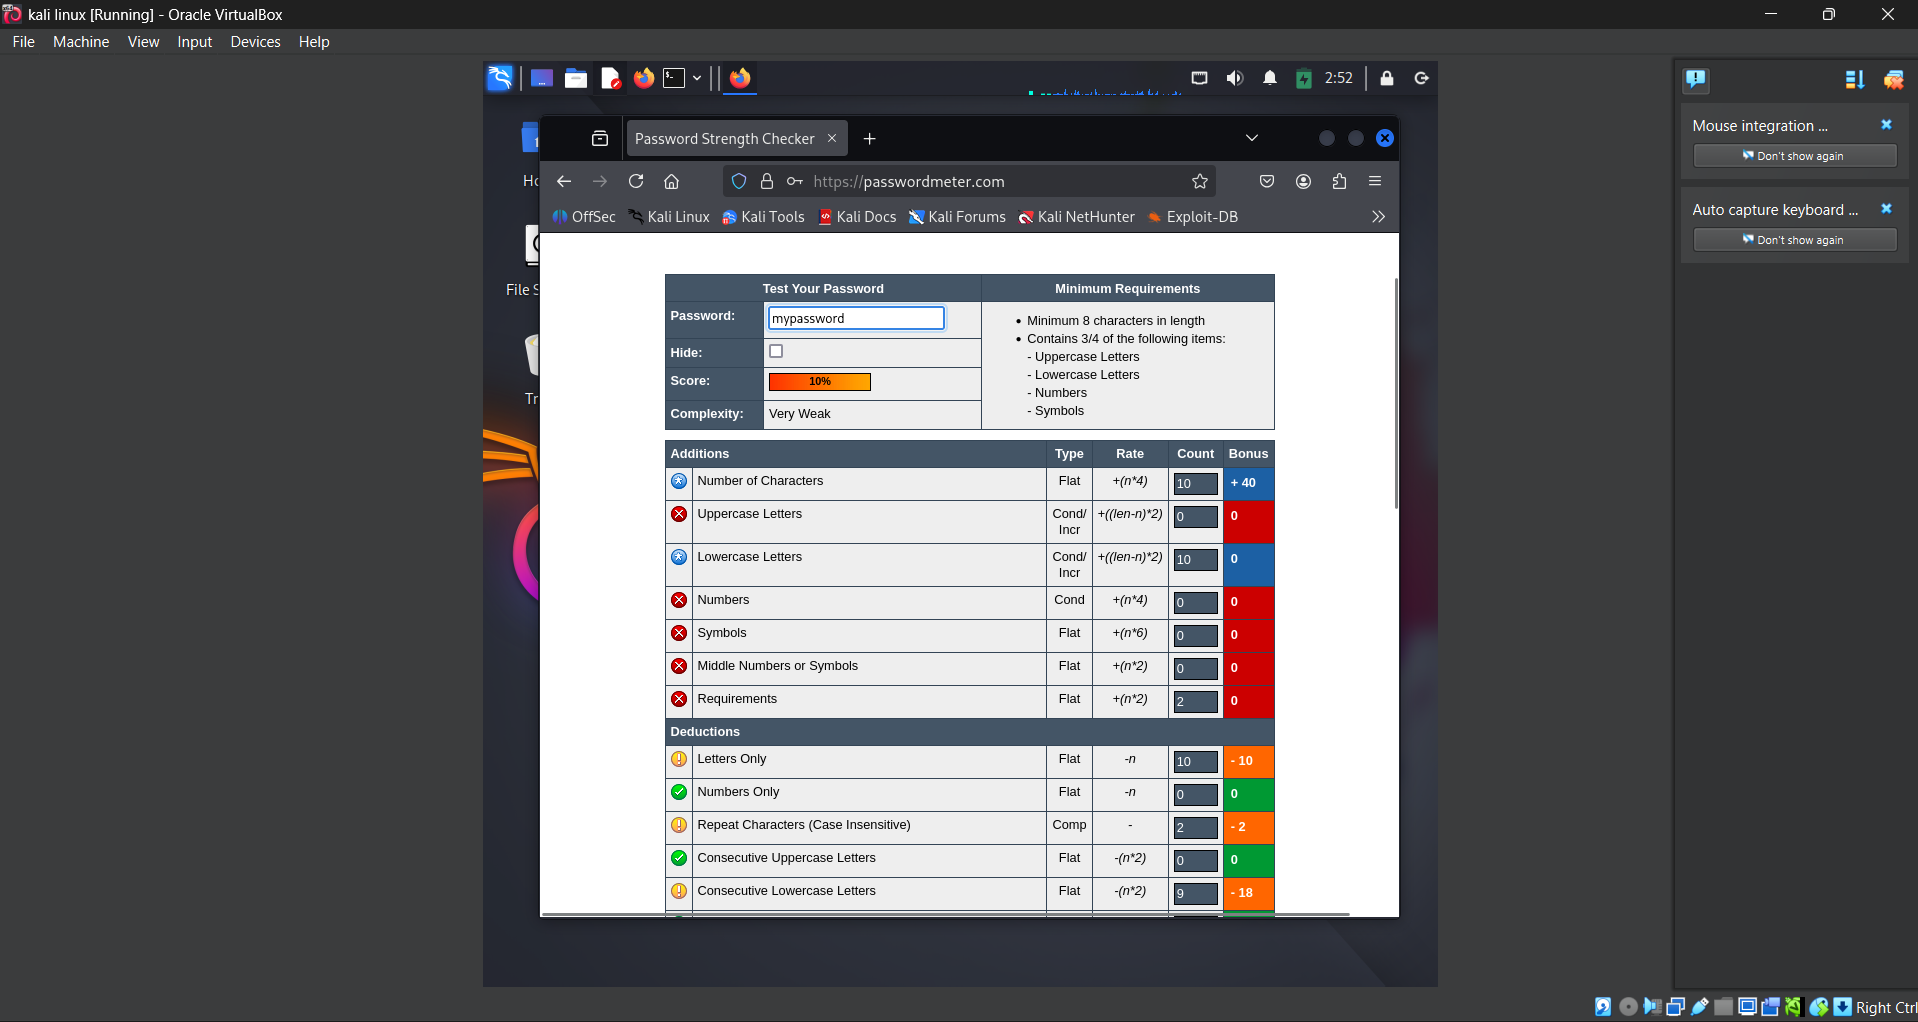 kali linux [Running] - Oracle VirtualBox
File Machine View Input Devices Help
2:52
Password Strength Checker
https://passwordmeter.com
OffSec Kali Linux Kali Tools Kali Docs Kali Forums Kali NetHunter Exploit-DB
Mouse integration ...
Don't show again
Auto capture keyboard ...
Don't show again
File S
Test Your Password Minimum Requirements
Password: mypassword
Hide:
Score: 10%
Complexity: Very Weak
• Minimum 8 characters in length
• Contains 3/4 of the following items:
- Uppercase Letters
- Lowercase Letters
- Numbers
- Symbols
Additions Type Rate Count Bonus
Number of Characters Flat +(n*4) 10 + 40
Uppercase Letters Cond/Incr +((len-n)*2) 0 0
Lowercase Letters Cond/Incr +((len-n)*2) 10 0
Numbers Cond +(n*4) 0 0
Symbols Flat +(n*6) 0 0
Middle Numbers or Symbols Flat +(n*2) 0 0
Requirements Flat +(n*2) 2 0
Deductions
Letters Only Flat -n 10 - 10
Numbers Only Flat -n 0 0
Repeat Characters (Case Insensitive) Comp - 2 - 2
Consecutive Uppercase Letters Flat -(n*2) 0 0
Consecutive Lowercase Letters Flat -(n*2) 9 - 18
Right Ctrl